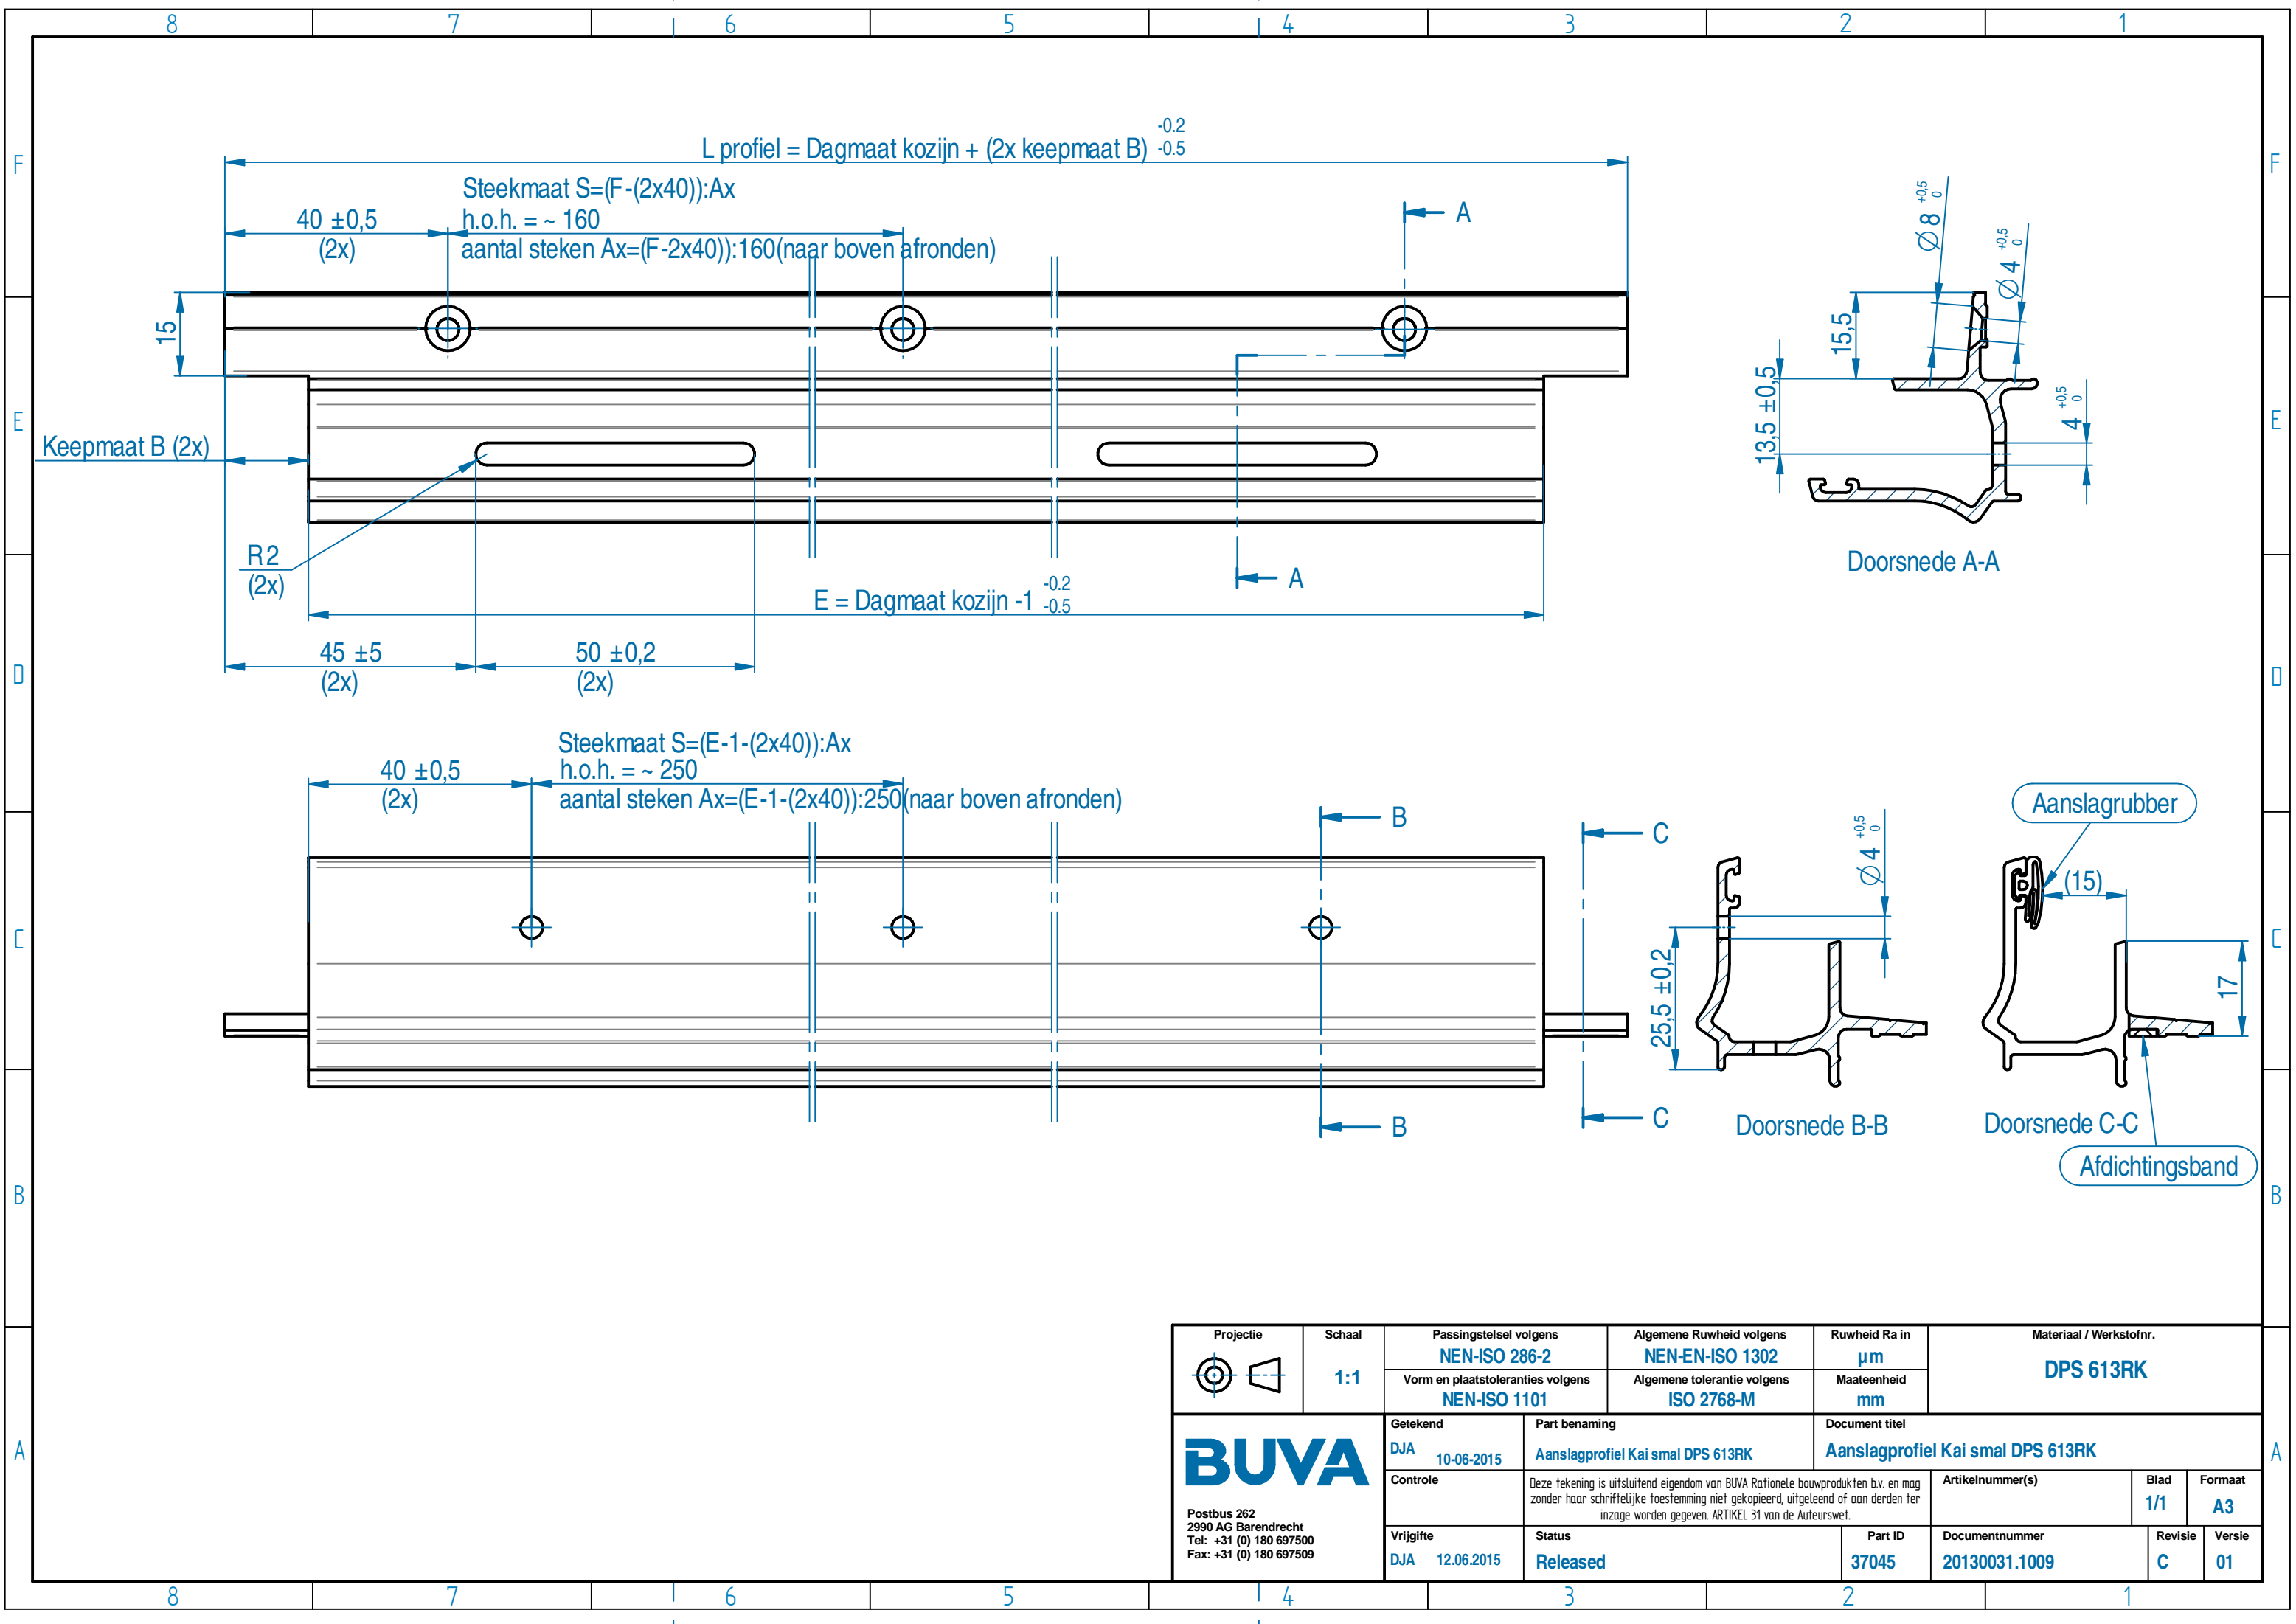 8 7 6 5 4 3 2 1
F
E
D
C
B
A
F
E
D
C
B
A
L profiel = Dagmaat kozijn + (2x keepmaat B) -0.2 -0.5
Steekmaat S=(F-(2x40)):Ax
h.o.h. = ~ 160
aantal steken Ax=(F-2x40)):160(naar boven afronden)
40 ±0,5
(2x)
A
15
Keepmaat B (2x)
R2
(2x)
A
E = Dagmaat kozijn -1 -0.2 -0.5
45 ±5
(2x)
50 ±0,2
(2x)
Ø 8 +0,5 0
Ø 4 +0,5 0
15,5
13,5 ±0,5
4 +0,5 0
Doorsnede A-A
Steekmaat S=(E-1-(2x40)):Ax
h.o.h. = ~ 250
aantal steken Ax=(E-1-(2x40)):250(naar boven afronden)
40 ±0,5
(2x)
B
C
B
C
Ø 4 +0,5 0
25,5 ±0,2
Doorsnede B-B
Aanslagrubber
(15)
17
Doorsnede C-C
Afdichtingsband
Projectie
Schaal
1:1
Passingstelsel volgens
NEN-ISO 286-2
Vorm en plaatstoleranties volgens
NEN-ISO 1101
Algemene Ruwheid volgens
NEN-EN-ISO 1302
Algemene tolerantie volgens
ISO 2768-M
Ruwheid Ra in
µm
Maateenheid
mm
Materiaal / Werkstofnr.
DPS 613RK
BUVA
Postbus 262
2990 AG Barendrecht
Tel: +31 (0) 180 697500
Fax: +31 (0) 180 697509
Getekend
DJA 10-06-2015
Part benaming
Aanslagprofiel Kai smal DPS 613RK
Document titel
Aanslagprofiel Kai smal DPS 613RK
Controle
Deze tekening is uitsluitend eigendom van BUVA Rationele bouwprodukten b.v. en mag
zonder haar schriftelijke toestemming niet gekopieerd, uitgeleend of aan derden ter
inzage worden gegeven. ARTIKEL 31 van de Auteurswet.
Artikelnummer(s)
Blad
1/1
Formaat
A3
Vrijgifte
DJA 12.06.2015
Status
Released
Part ID
37045
Documentnummer
20130031.1009
Revisie
C
Versie
01
8 7 6 5 4 3 2 1